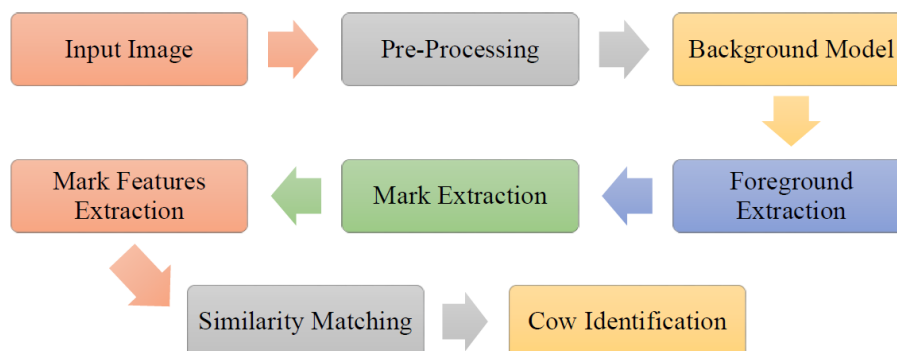 Input Image
Pre-Processing
Background Model
Foreground
Extraction
Mark Extraction
Mark Features
Extraction
Similarity Matching
Cow Identification